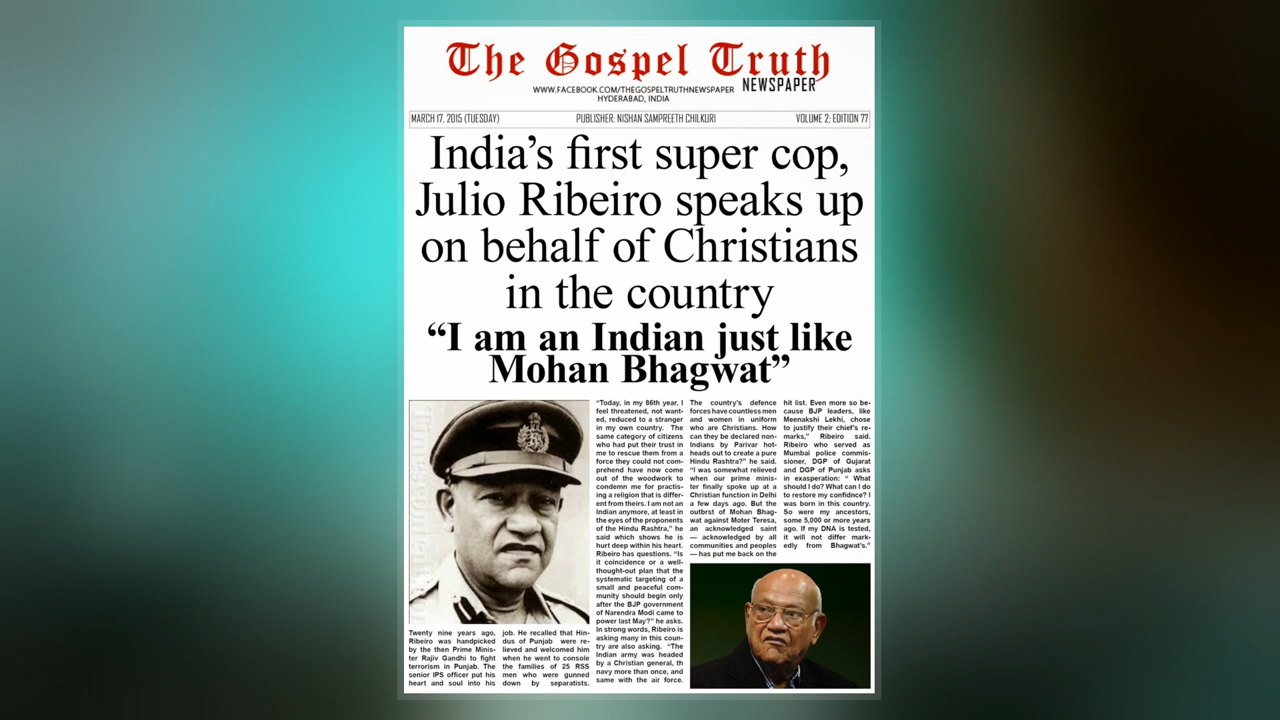 The Gospel Truth
NEWSPAPER
WWW.FACEBOOK.COM/THEGOSPELTRUTHNEWSPAPER
HYDERABAD, INDIA
MARCH 17, 2015 (TUESDAY) PUBLISHER: NISHAN SAMPREETH CHILKURI VOLUME 2; EDITION 77
India's first super cop,
Julio Ribeiro speaks up
on behalf of Christians
in the country
“I am an Indian just like
Mohan Bhagwat”
Twenty nine years ago,
Ribeiro was handpicked
by the then Prime Minis-
ter Rajiv Gandhi to fight
terrorism in Punjab. The
senior IPS officer put his
heart and soul into his
job. He recalled that Hin-
dus of Punjab were re-
lieved and welcomed him
when he went to console
the families of 25 RSS
men who were gunned
down by separatists.
“Today, in my 86th year, I
feel threatened, not want-
ed, reduced to a stranger
in my own country. The
same category of citizens
who had put their trust in
me to rescue them from a
force they could not com-
prehend have now come
out of the woodwork to
condemn me for practis-
ing a religion that is differ-
ent from theirs. I am not an
Indian anymore, at least in
the eyes of the proponents
of the Hindu Rashtra,” he
said which shows he is
hurt deep within his heart.
Ribeiro has questions. “Is
it coincidence or a well-
thought-out plan that the
systematic targeting of a
small and peaceful com-
munity should begin only
after the BJP government
of Narendra Modi came to
power last May?” he asks.
In strong words, Ribeiro is
asking many in this coun-
try are also asking. “The
Indian army was headed
by a Christian general, th
navy more than once, and
same with the air force.
The country's defence
forces have countless men
and women in uniform
who are Christians. How
can they be declared non-
Indians by Parivar hot-
heads out to create a pure
Hindu Rashtra?” he said.
“I was somewhat relieved
when our prime minis-
ter finally spoke up at a
Christian function in Delhi
a few days ago. But the
outbrst of Mohan Bhag-
wat against Moter Teresa,
an acknowledged saint
— acknowledged by all
communities and peoples
— has put me back on the
hit list. Even more so be-
cause BJP leaders, like
Meenakshi Lekhi, chose
to justify their chief's re-
marks,” Ribeiro said.
Ribeiro who served as
Mumbai police commis-
sioner, DGP of Gujarat
and DGP of Punjab asks
in exasperation: “ What
should I do? What can I do
to restore my confidnce? I
was born in this country.
So were my ancestors,
some 5,000 or more years
ago. If my DNA is tested,
it will not differ mark-
edly from Bhagwat's.”